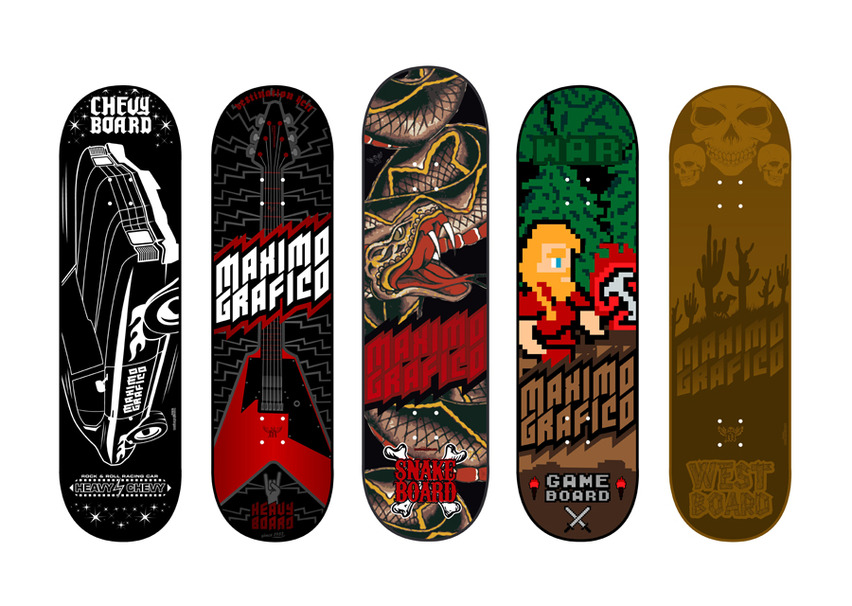 CHEVY
BOARD
MAXIMO
GRAFICO
ROCK & ROLL RACING CAR
HEAVY CHEVY
MAXIMO
GRAFICO
HEAVY
BOARD
MAXIMO
GRAFICO
SNAKE
BOARD
WAR
MAXIMO
GRAFICO
GAME
BOARD
MAXIMO
GRAFICO
WEST
BOARD